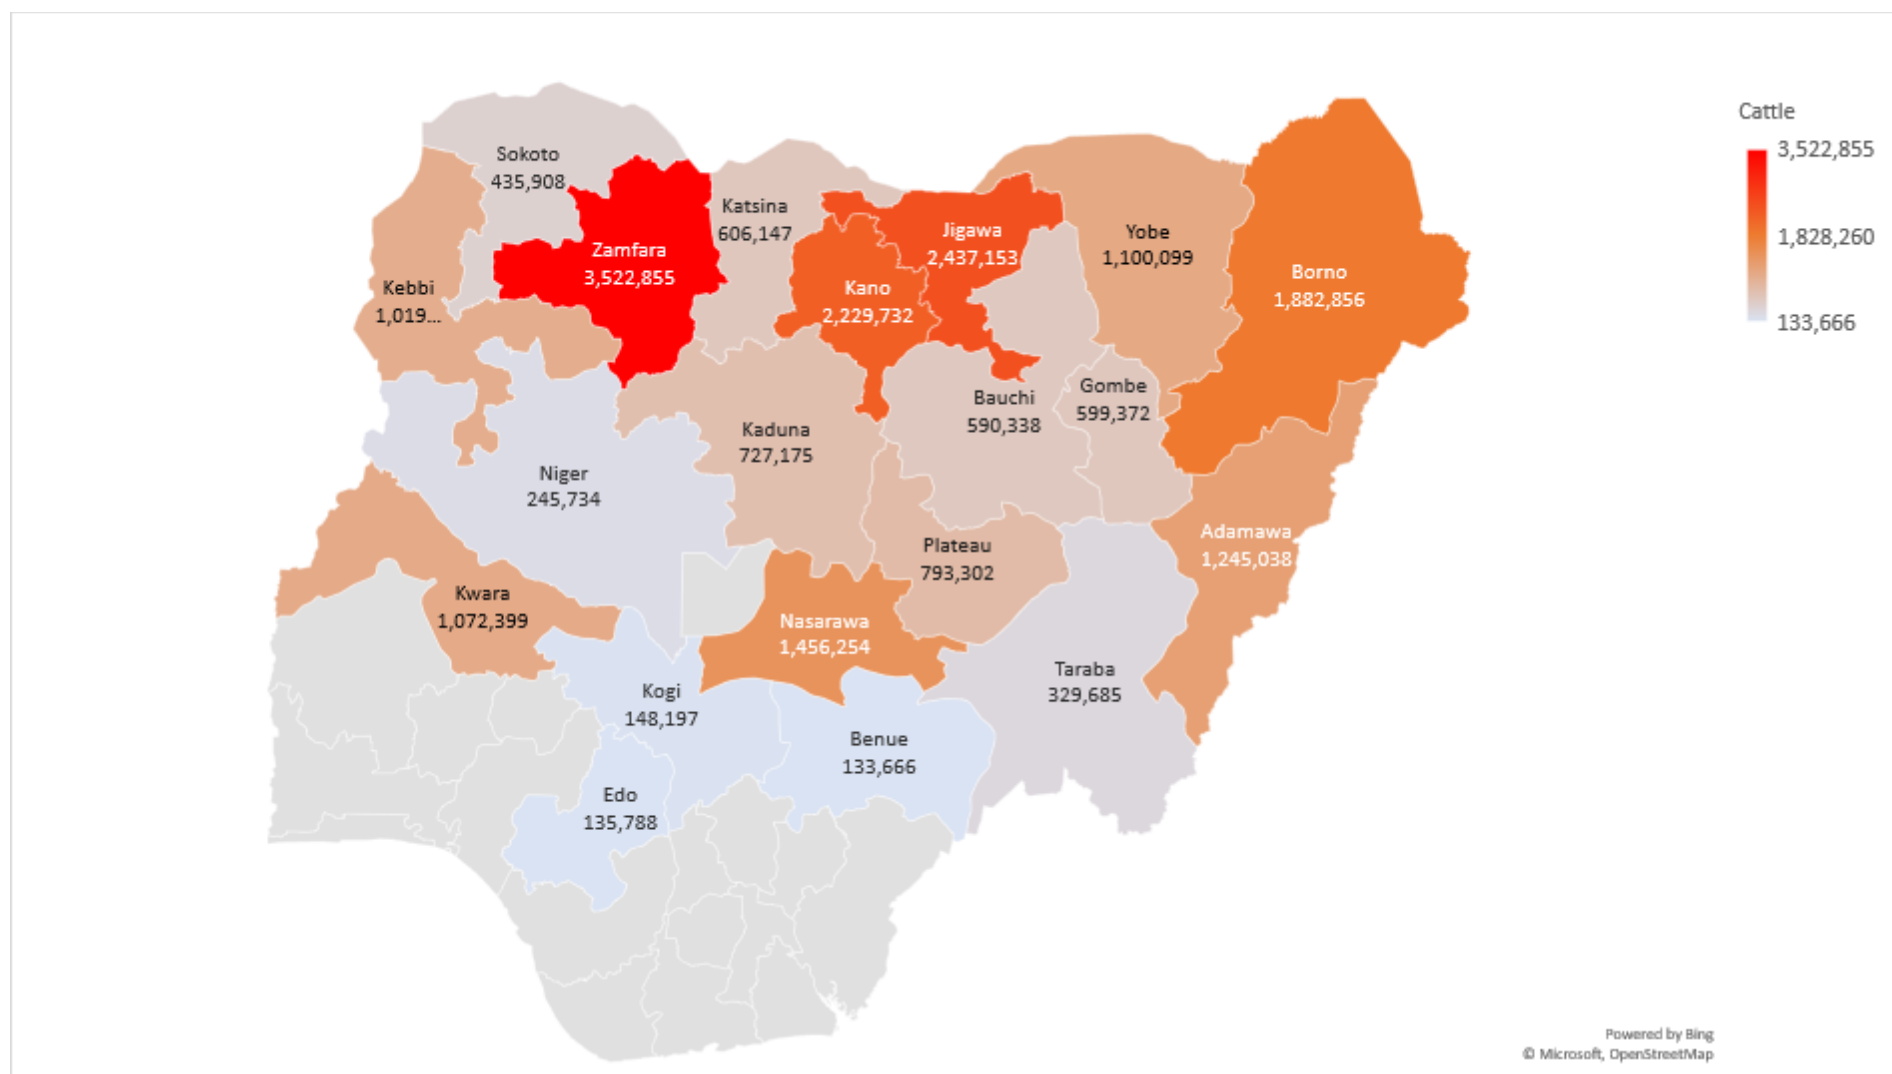 Cattle
3,522,855
1,828,260
133,666
Sokoto
435,908
Zamfara
3,522,855
Katsina
606,147
Jigawa
2,437,153
Kano
2,229,732
Yobe
1,100,099
Borno
1,882,856
Kebbi
1,019...
Bauchi
590,338
Gombe
599,372
Kaduna
727,175
Niger
245,734
Adamawa
1,245,038
Plateau
793,302
Kwara
1,072,399
Nasarawa
1,456,254
Taraba
329,685
Kogi
148,197
Benue
133,666
Edo
135,788
Powered by Bing
© Microsoft, OpenStreetMap